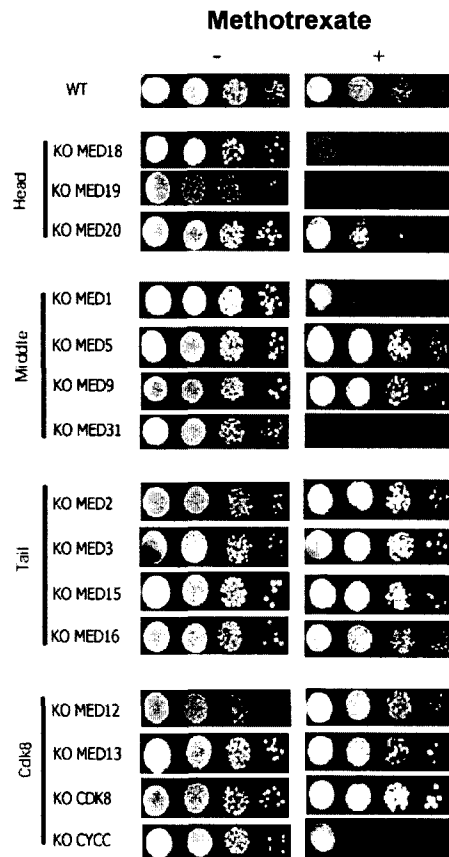 Methotrexate
- +
WT
Head
KO MED18
KO MED19
KO MED20
Middle
KO MED1
KO MED5
KO MED9
KO MED31
Tail
KO MED2
KO MED3
KO MED15
KO MED16
Cdk8
KO MED12
KO MED13
KO CDK8
KO CYCC